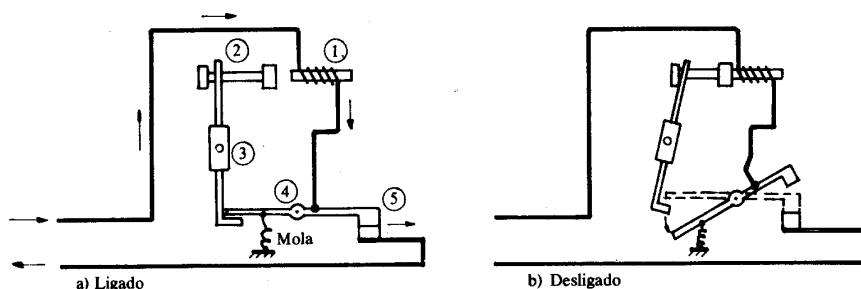 ② ①
③
④ ⑤
Mola
a) Ligado
b) Desligado